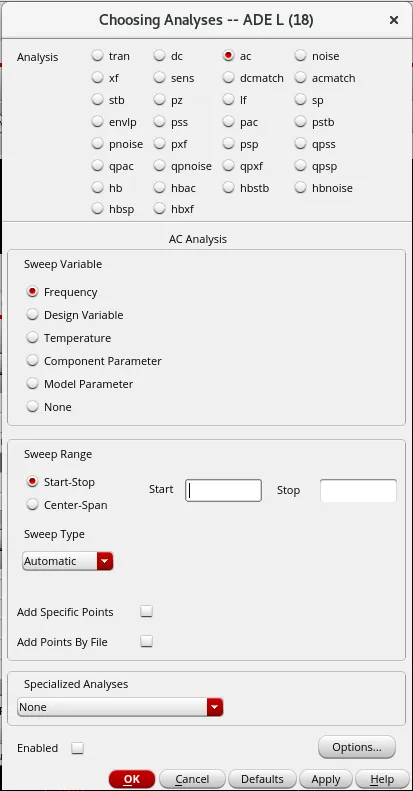 Choosing Analyses -- ADE L (18) ×
Analysis tran dc ac noise
xf sens dcmatch acmatch
stb pz lf sp
envlp pss pac pstb
pnoise pxf psp qpss
qpac qpnoise qpxf qpsp
hb hbac hbstb hbnoise
hbsp hbxf
AC Analysis
Sweep Variable
Frequency
Design Variable
Temperature
Component Parameter
Model Parameter
None
Sweep Range
Start-Stop Start Stop
Center-Span
Sweep Type
Automatic
Add Specific Points
Add Points By File
Specialized Analyses
None
Enabled Options...
OK Cancel Defaults Apply Help